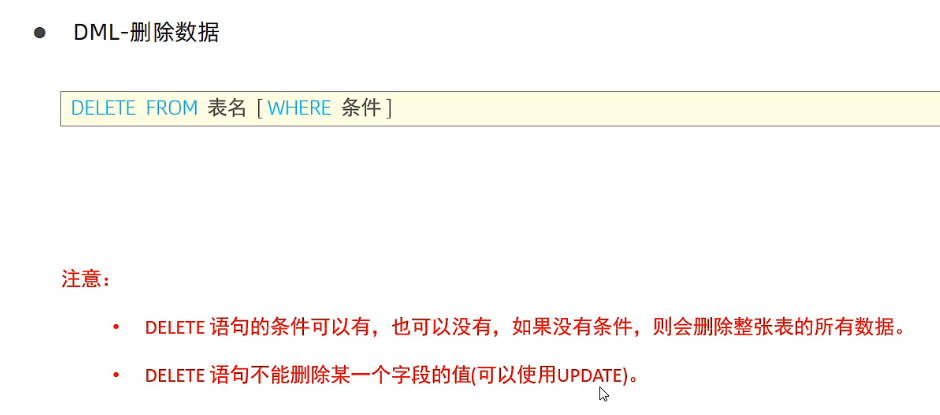 ● DML-删除数据
DELETE FROM 表名 [ WHERE 条件 ]
注意：
• DELETE 语句的条件可以有，也可以没有，如果没有条件，则会删除整张表的所有数据。
• DELETE 语句不能删除某一个字段的值(可以使用UPDATE)。